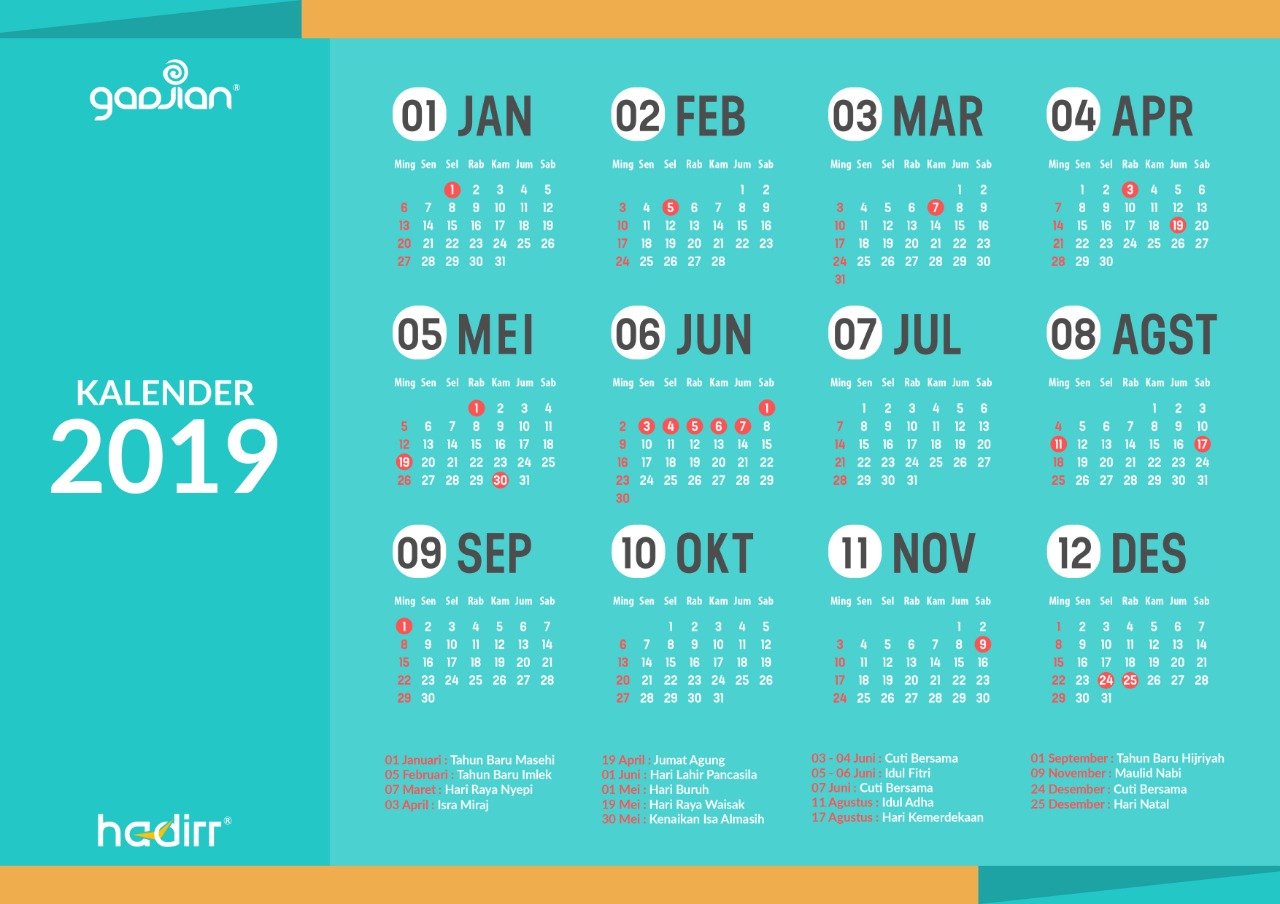 gadjian®
KALENDER
2019
hadirr®
01 JAN
Ming Sen Sel Rab Kam Jum Sab
1 2 3 4 5
6 7 8 9 10 11 12
13 14 15 16 17 18 19
20 21 22 23 24 25 26
27 28 29 30 31
02 FEB
Ming Sen Sel Rab Kam Jum Sab
1 2
3 4 5 6 7 8 9
10 11 12 13 14 15 16
17 18 19 20 21 22 23
24 25 26 27 28
03 MAR
Ming Sen Sel Rab Kam Jum Sab
1 2
3 4 5 6 7 8 9
10 11 12 13 14 15 16
17 18 19 20 21 22 23
24 25 26 27 28 29 30
31
04 APR
Ming Sen Sel Rab Kam Jum Sab
1 2 3 4 5 6
7 8 9 10 11 12 13
14 15 16 17 18 19 20
21 22 23 24 25 26 27
28 29 30
05 MEI
Ming Sen Sel Rab Kam Jum Sab
1 2 3 4
5 6 7 8 9 10 11
12 13 14 15 16 17 18
19 20 21 22 23 24 25
26 27 28 29 30 31
06 JUN
Ming Sen Sel Rab Kam Jum Sab
1
2 3 4 5 6 7 8
9 10 11 12 13 14 15
16 17 18 19 20 21 22
23 24 25 26 27 28 29
30
07 JUL
Ming Sen Sel Rab Kam Jum Sab
1 2 3 4 5 6
7 8 9 10 11 12 13
14 15 16 17 18 19 20
21 22 23 24 25 26 27
28 29 30 31
08 AGST
Ming Sen Sel Rab Kam Jum Sab
1 2 3
4 5 6 7 8 9 10
11 12 13 14 15 16 17
18 19 20 21 22 23 24
25 26 27 28 29 30 31
09 SEP
Ming Sen Sel Rab Kam Jum Sab
1 2 3 4 5 6 7
8 9 10 11 12 13 14
15 16 17 18 19 20 21
22 23 24 25 26 27 28
29 30
10 OKT
Ming Sen Sel Rab Kam Jum Sab
1 2 3 4 5
6 7 8 9 10 11 12
13 14 15 16 17 18 19
20 21 22 23 24 25 26
27 28 29 30 31
11 NOV
Ming Sen Sel Rab Kam Jum Sab
1 2
3 4 5 6 7 8 9
10 11 12 13 14 15 16
17 18 19 20 21 22 23
24 25 26 27 28 29 30
12 DES
Ming Sen Sel Rab Kam Jum Sab
1 2 3 4 5 6 7
8 9 10 11 12 13 14
15 16 17 18 19 20 21
22 23 24 25 26 27 28
29 30 31
01 Januari : Tahun Baru Masehi
05 Februari : Tahun Baru Imlek
07 Maret : Hari Raya Nyepi
03 April : Isra Miraj
19 April : Jumat Agung
01 Juni : Hari Lahir Pancasila
01 Mei : Hari Buruh
19 Mei : Hari Raya Waisak
30 Mei : Kenaikan Isa Almasih
03 - 04 Juni : Cuti Bersama
05 - 06 Juni : Idul Fitri
07 Juni : Cuti Bersama
11 Agustus : Idul Adha
17 Agustus : Hari Kemerdekaan
01 September : Tahun Baru Hijriyah
09 November : Maulid Nabi
24 Desember : Cuti Bersama
25 Desember : Hari Natal